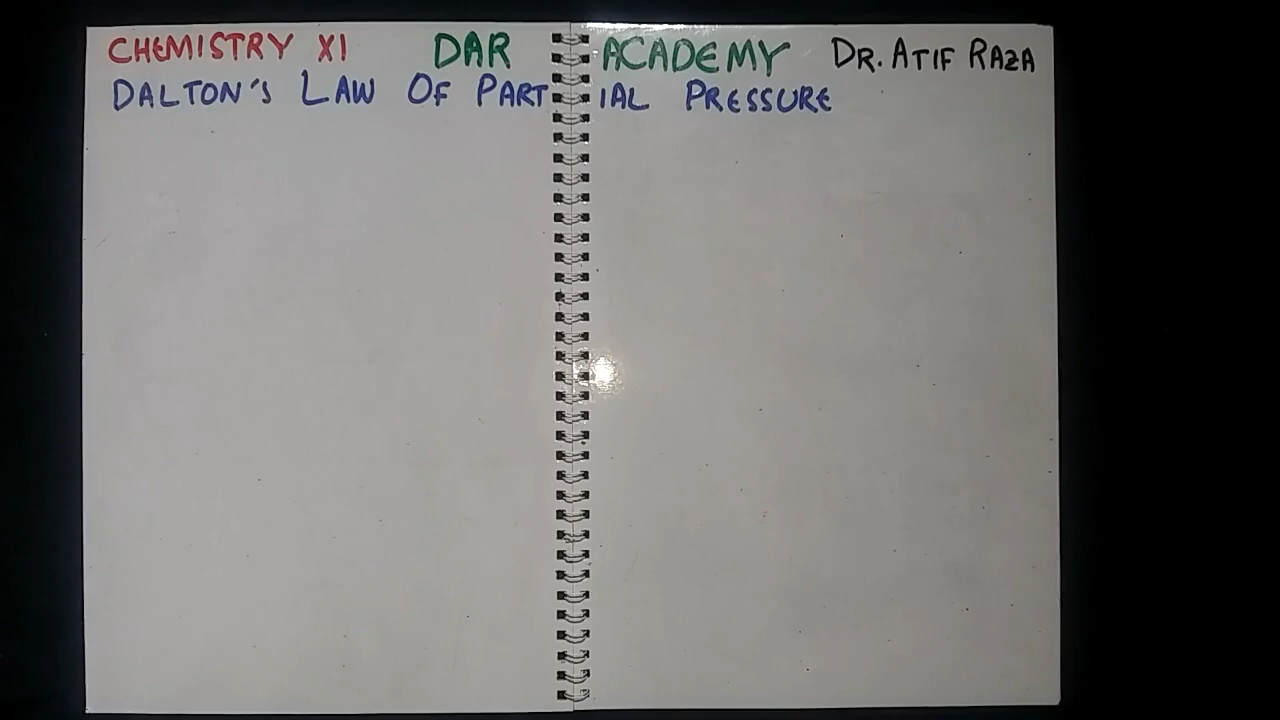 CHEMISTRY XI DAR ACADEMY DR. ATIF RAZA
DALTON'S LAW OF PARTIAL PRESSURE